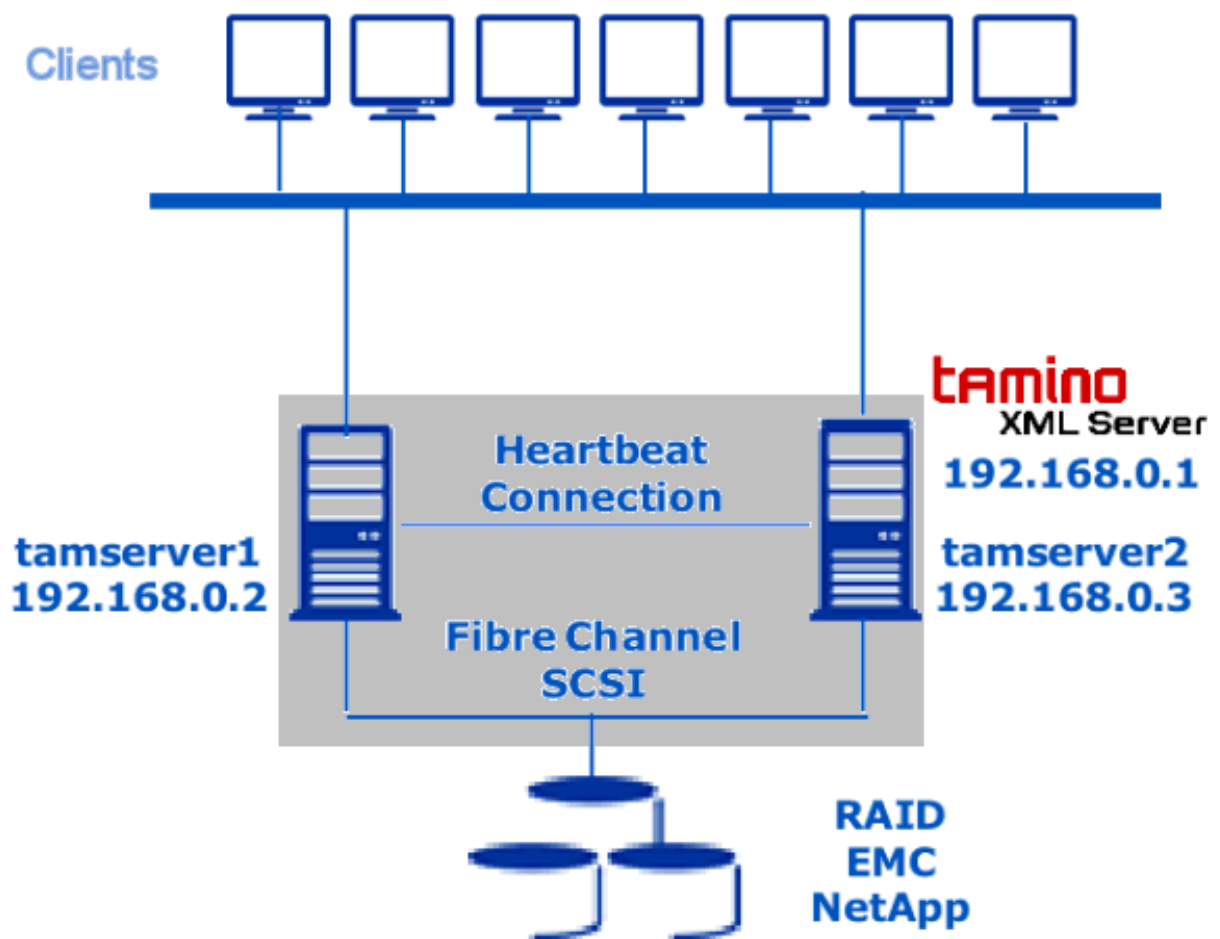 Clients
tamino
XML Server
192.168.0.1
Heartbeat
Connection
tamserver1
192.168.0.2
tamserver2
192.168.0.3
Fibre Channel
SCSI
RAID
EMC
NetApp